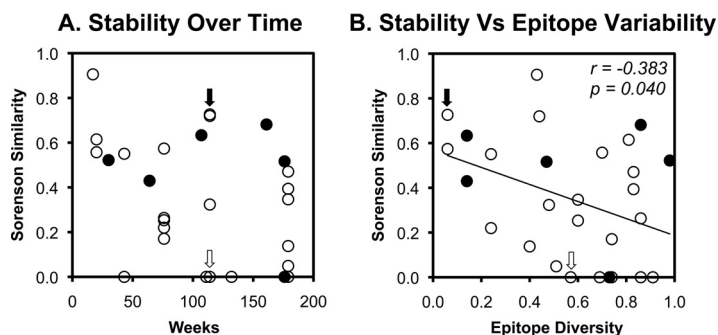 A. Stability Over Time
Sorenson Similarity
1.0
0.8
0.6
0.4
0.2
0.0
0 50 100 150 200
Weeks
B. Stability Vs Epitope Variability
r = -0.383
p = 0.040
Sorenson Similarity
1.0
0.8
0.6
0.4
0.2
0.0
0.0 0.2 0.4 0.6 0.8 1.0
Epitope Diversity